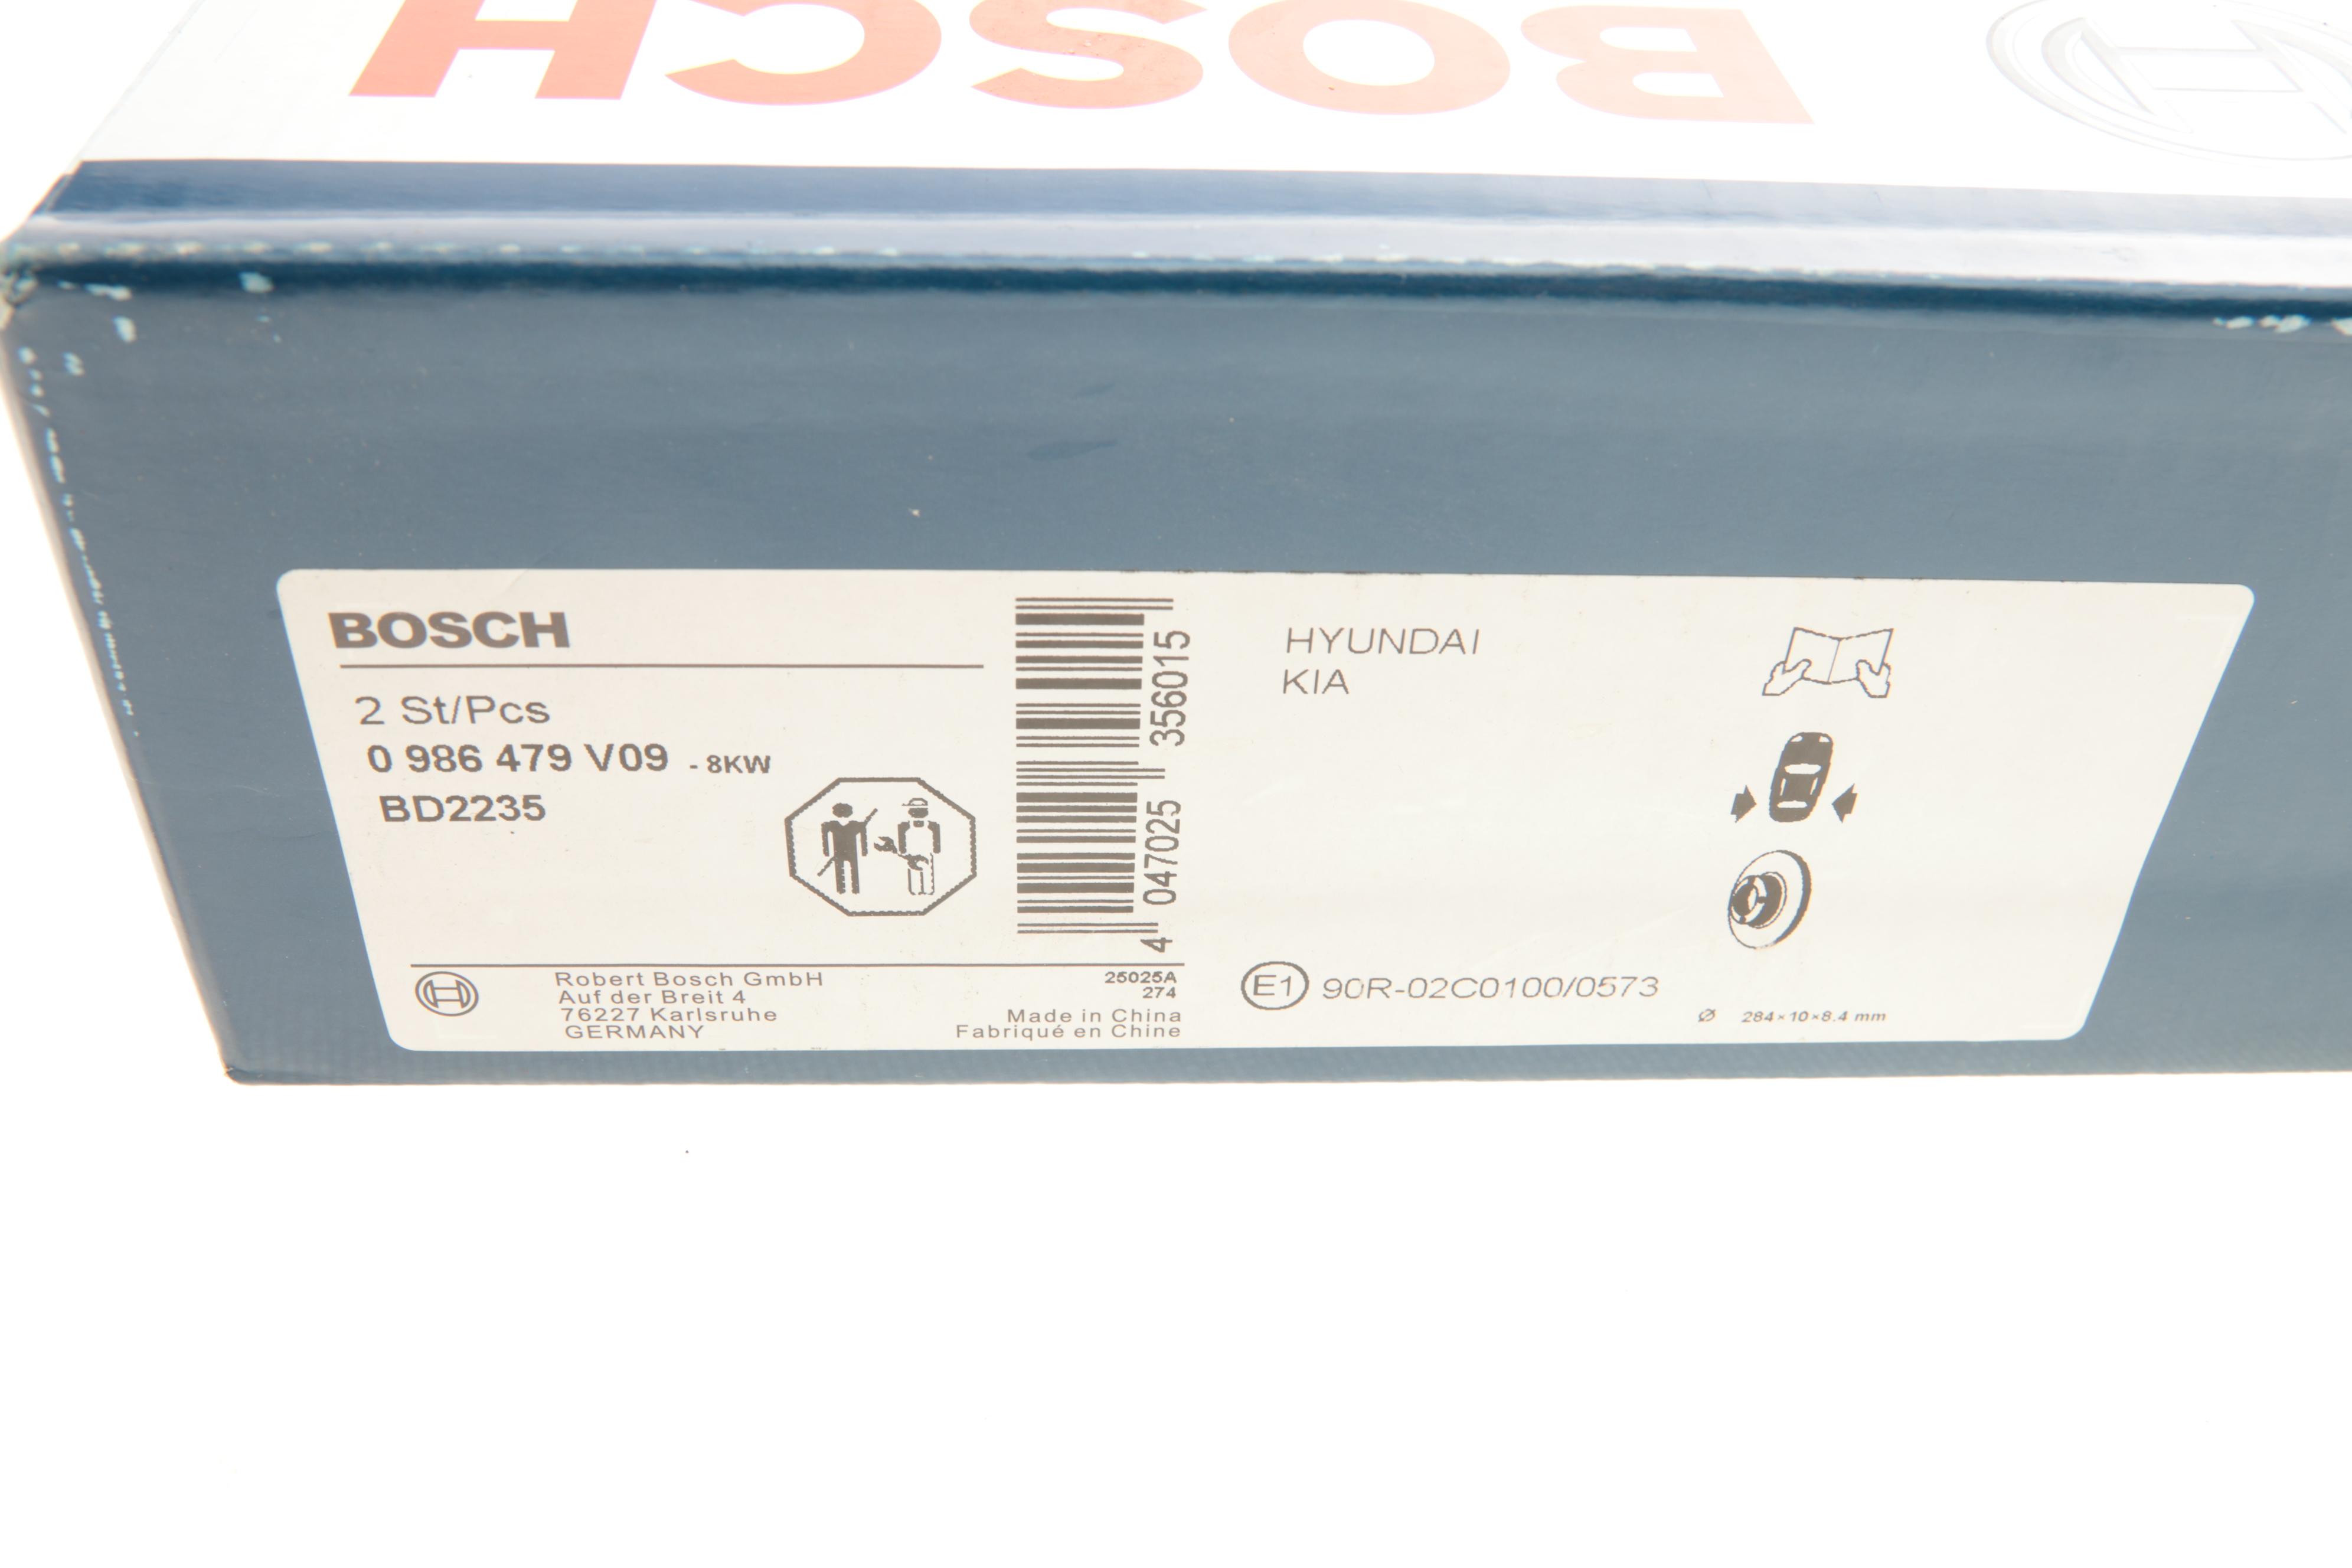 BOSCH
BOSCH
2 St/Pcs
0 986 479 V09 - 8KW
BD2235
4 047025 356015
HYUNDAI
KIA
Robert Bosch GmbH
Auf der Breit 4
76227 Karlsruhe
GERMANY
25025A
274
Made in China
Fabriqué en Chine
E1 90R-02C0100/0573
Ø 284×10×8.4 mm